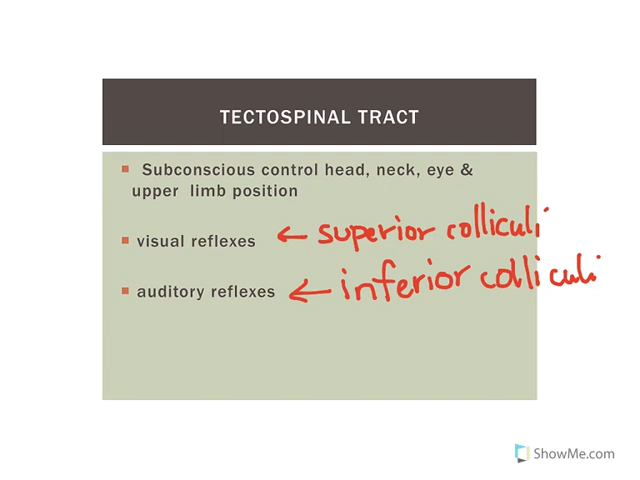 TECTOSPINAL TRACT
Subconscious control head, neck, eye &
upper limb position
visual reflexes ← superior colliculi
auditory reflexes ← inferior colliculi
ShowMe.com